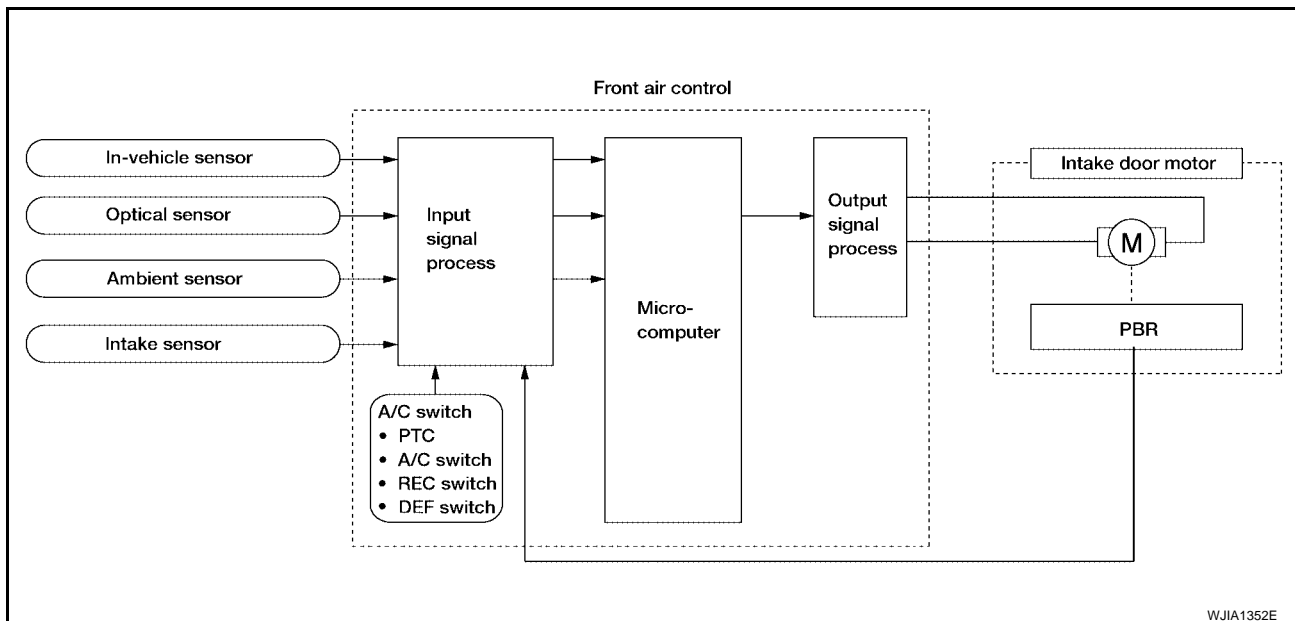 Front air control
In-vehicle sensor
Optical sensor
Ambient sensor
Intake sensor
Input
signal
process
A/C switch
• PTC
• A/C switch
• REC switch
• DEF switch
Micro-
computer
Output
signal
process
Intake door motor
M
PBR
WJIA1352E